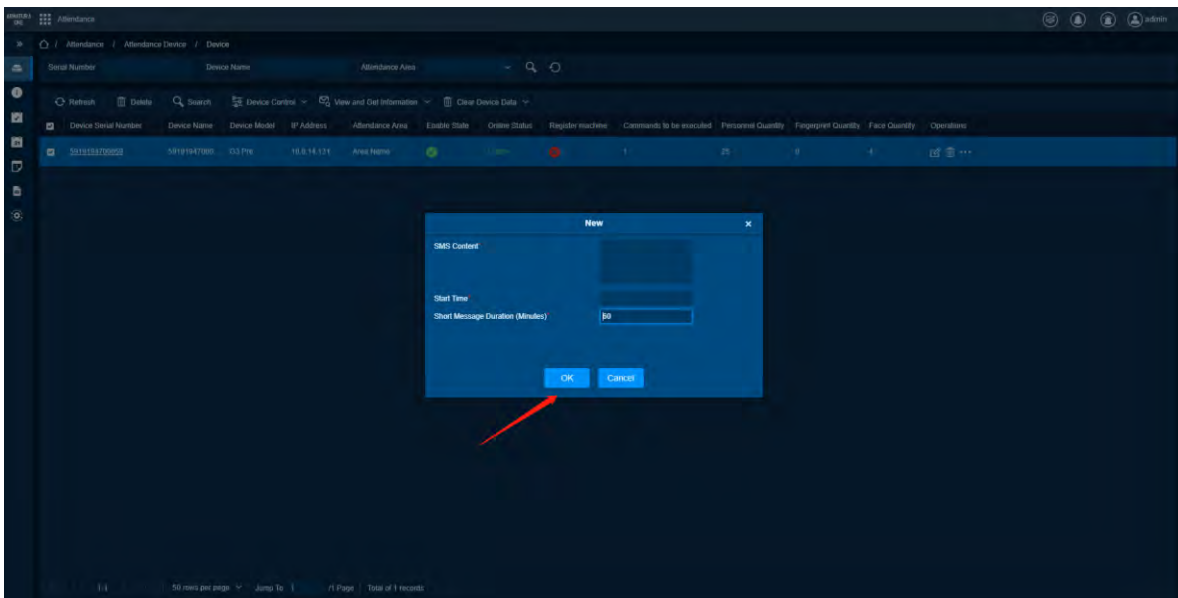 Attendance
admin
/ Attendance / Attendance Device / Device
Serial Number Device Name Attendance Area
Refresh Delete Search Device Control View and Get Information Clear Device Data
Device Serial Number Device Name Device Model IP Address Attendance Area Enable State Online Status Register machine Commands to be executed Personnel Quantity Fingerprint Quantity Face Quantity Operations
Area Name 1 25 0 4 ...
New
SMS Content
Start Time
Short Message Duration (Minutes) 60
OK Cancel
50 rows per page Jump To 1 /1 Page Total of 1 records